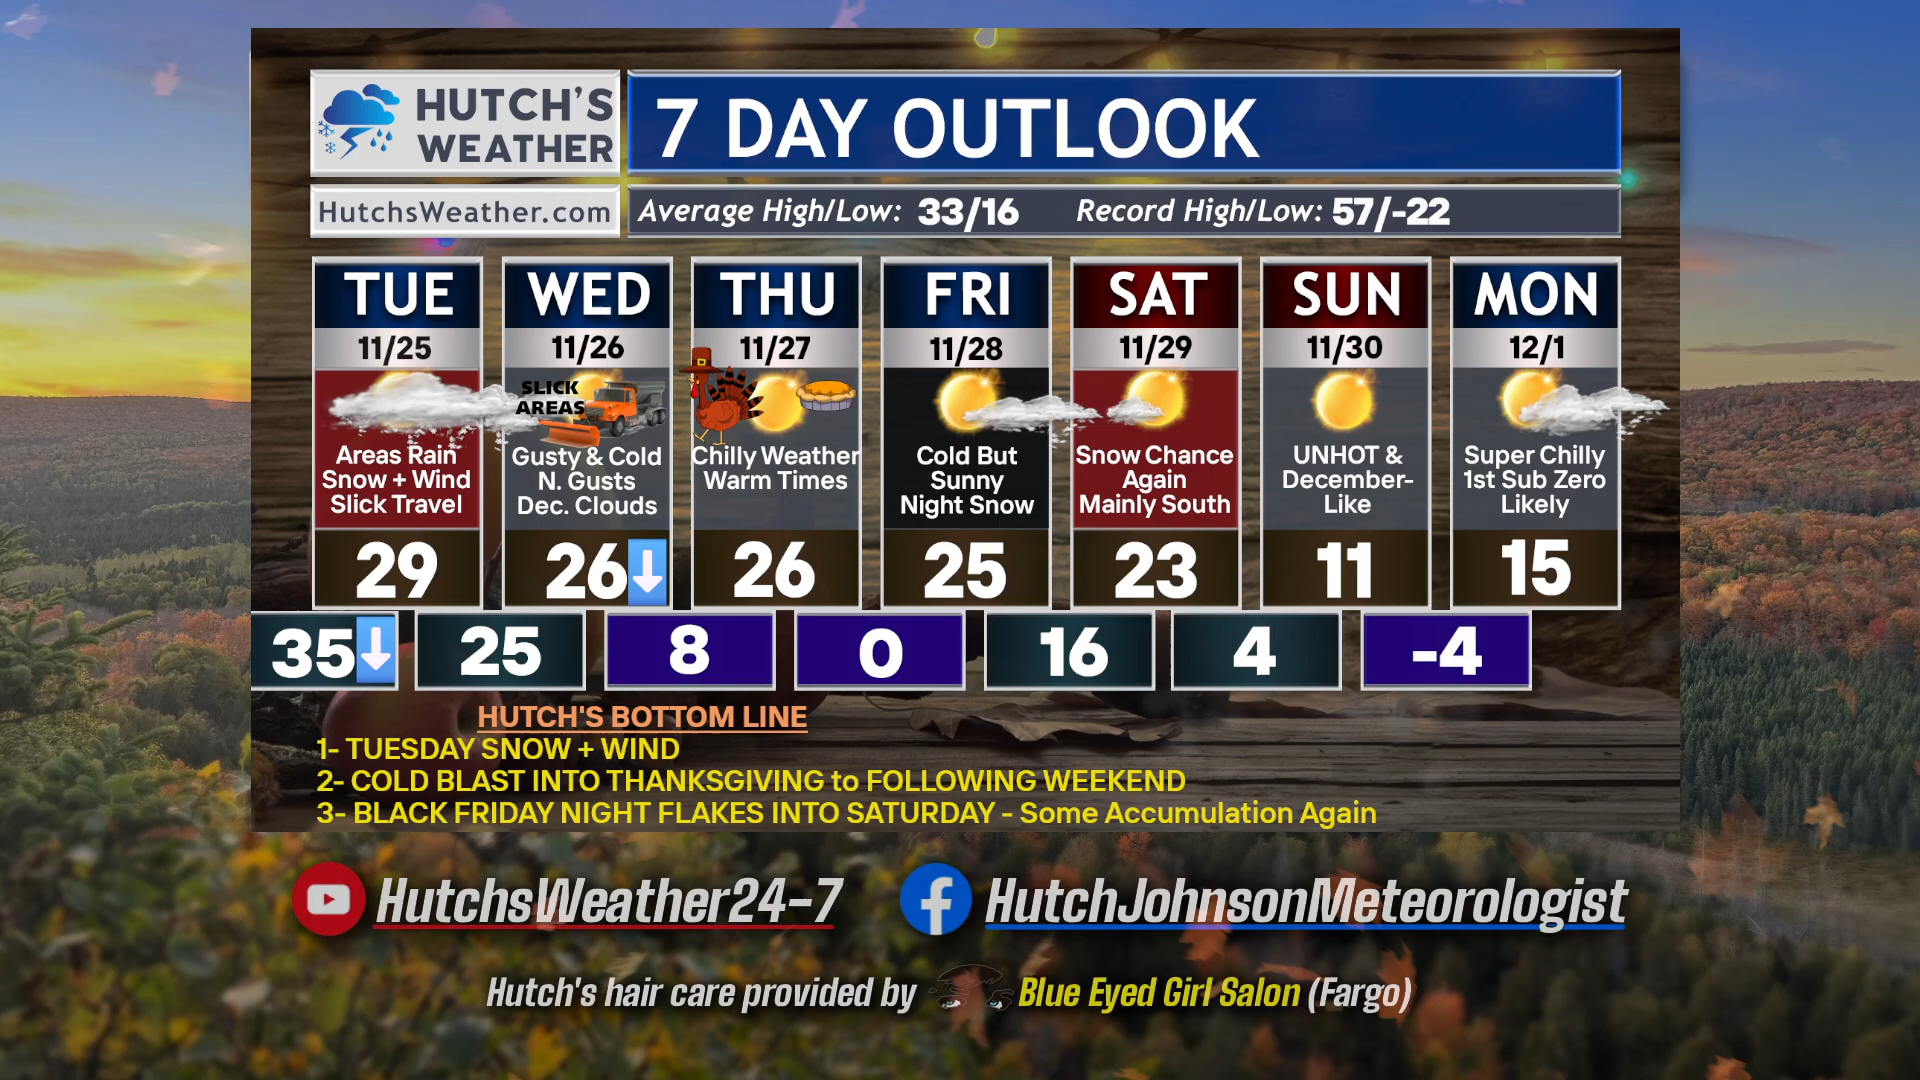 HUTCH'S
WEATHER
7 DAY OUTLOOK
HutchsWeather.com
Average High/Low: 33/16 Record High/Low: 57/-22
TUE
11/25
Areas Rain
Snow + Wind
Slick Travel
29
WED
11/26
SLICK
AREAS
Gusty & Cold
N. Gusts
Dec. Clouds
26
THU
11/27
Chilly Weather
Warm Times
26
FRI
11/28
Cold But
Sunny
Night Snow
25
SAT
11/29
Snow Chance
Again
Mainly South
23
SUN
11/30
UNHOT &
December-
Like
11
MON
12/1
Super Chilly
1st Sub Zero
Likely
15
35 25 8 0 16 4 -4
HUTCH'S BOTTOM LINE
1- TUESDAY SNOW + WIND
2- COLD BLAST INTO THANKSGIVING to FOLLOWING WEEKEND
3- BLACK FRIDAY NIGHT FLAKES INTO SATURDAY - Some Accumulation Again
HutchsWeather24-7 HutchJohnsonMeteorologist
Hutch's hair care provided by Blue Eyed Girl Salon (Fargo)